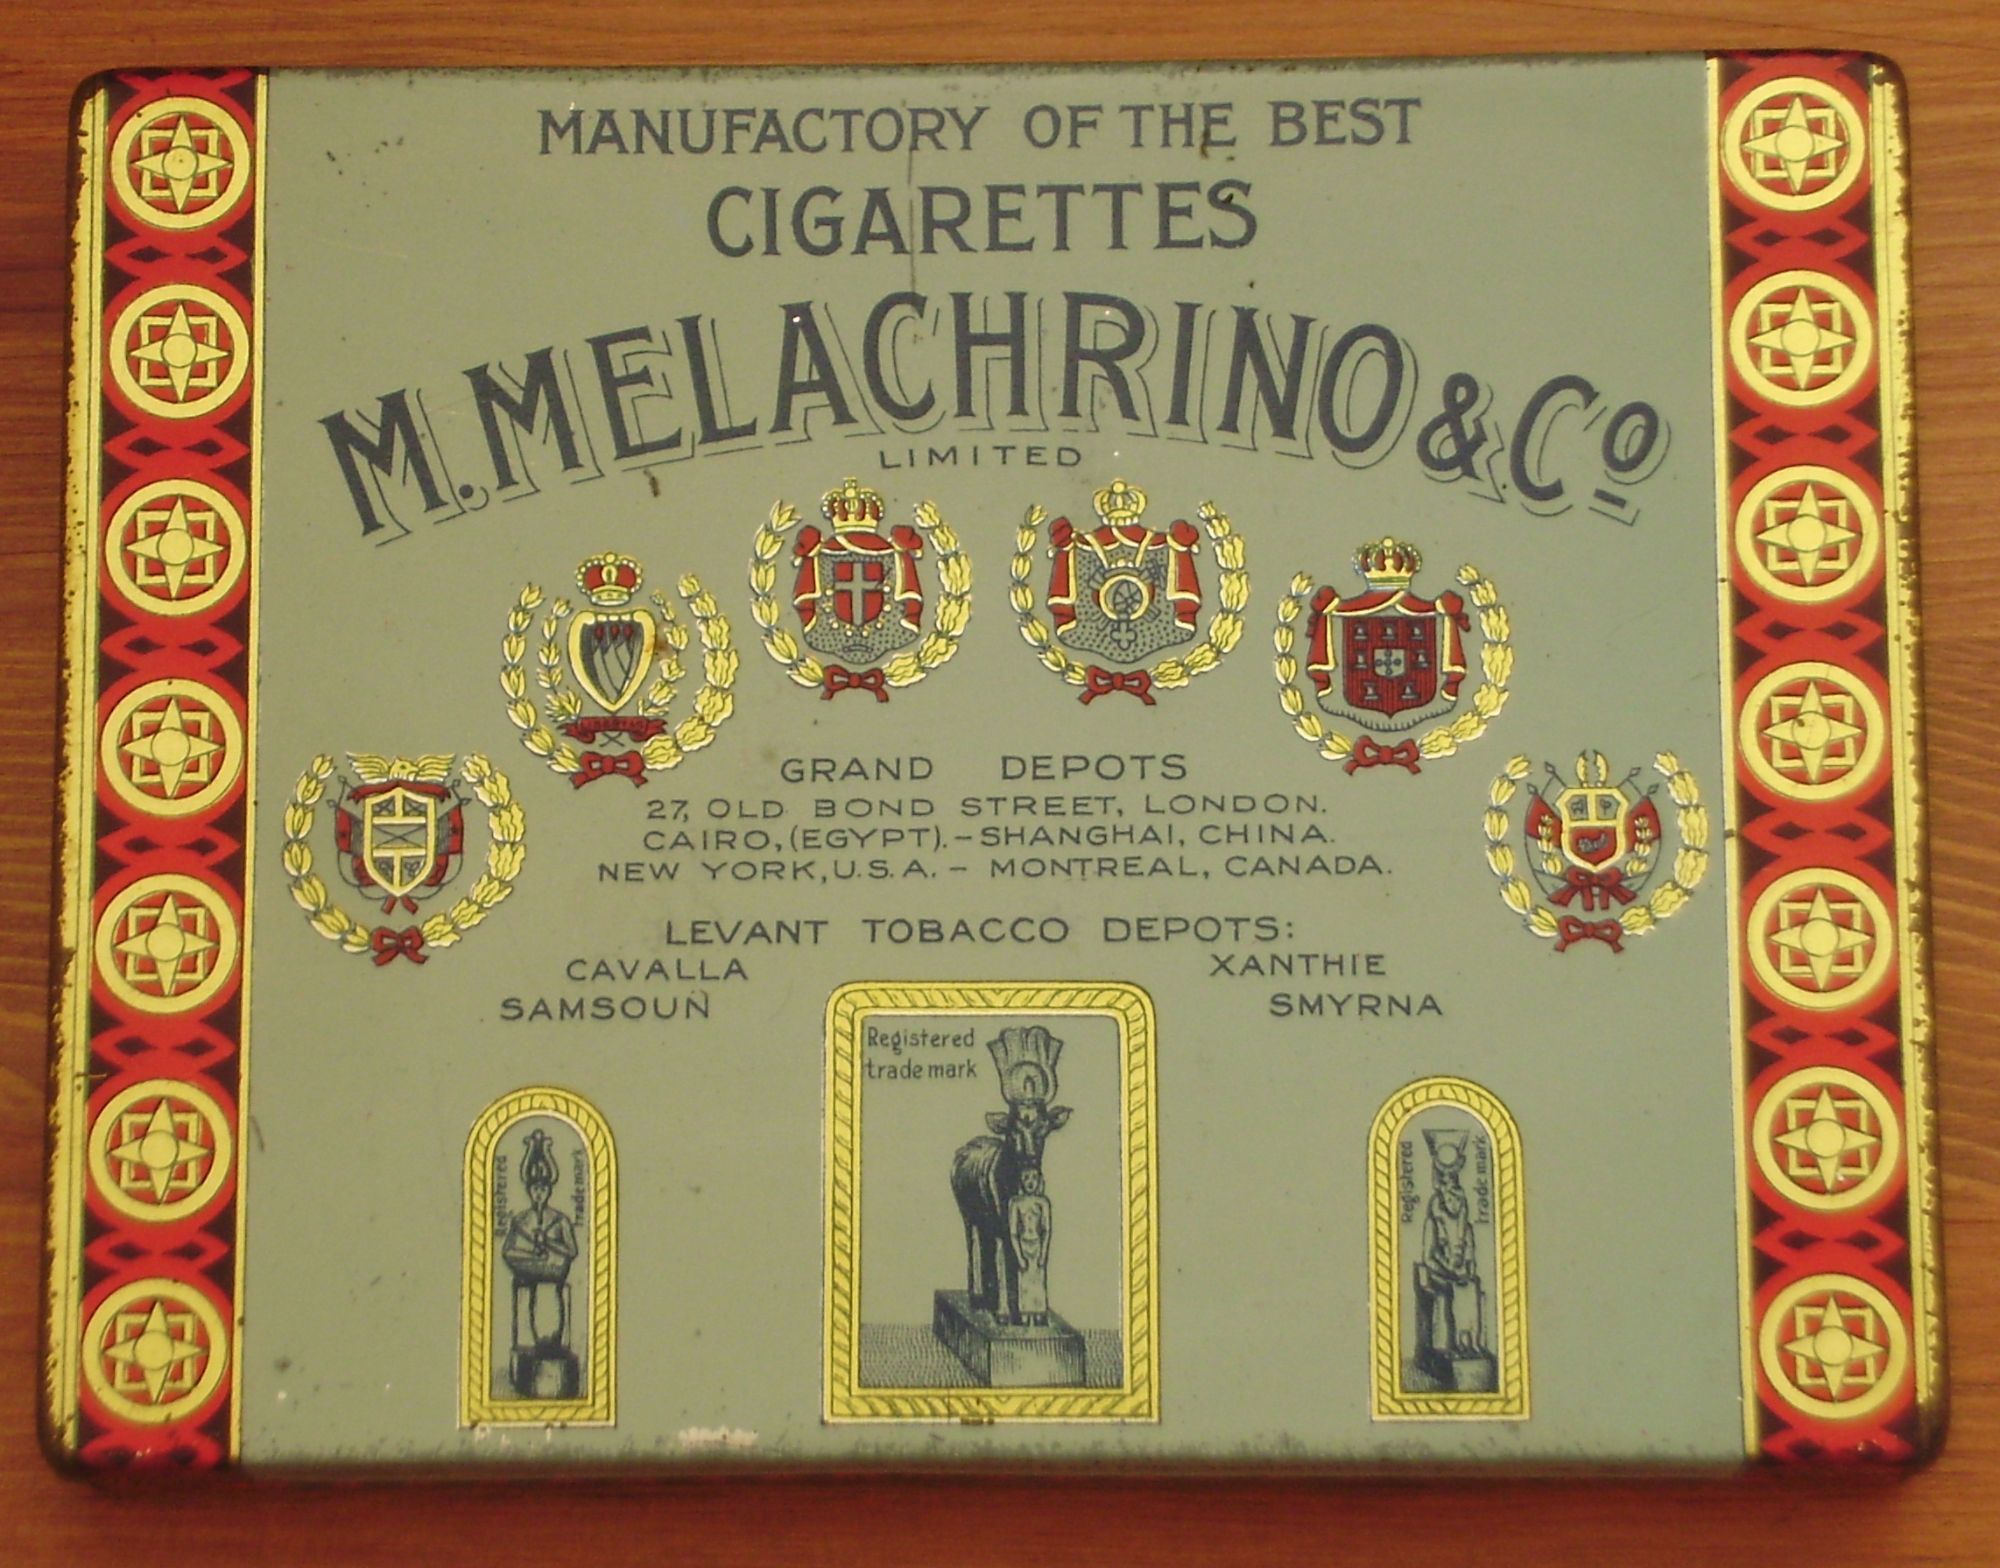 MANUFACTORY OF THE BEST
CIGARETTES
M. MELACHRINO & Cº
LIMITED
LIBERTAS
GRAND DEPOTS
27, OLD BOND STREET, LONDON.
CAIRO, (EGYPT). – SHANGHAI, CHINA.
NEW YORK, U.S.A. – MONTREAL, CANADA.
LEVANT TOBACCO DEPOTS:
CAVALLA XANTHIE
SAMSOUN SMYRNA
Registered
trade mark
Registered trade mark
Registered trade mark